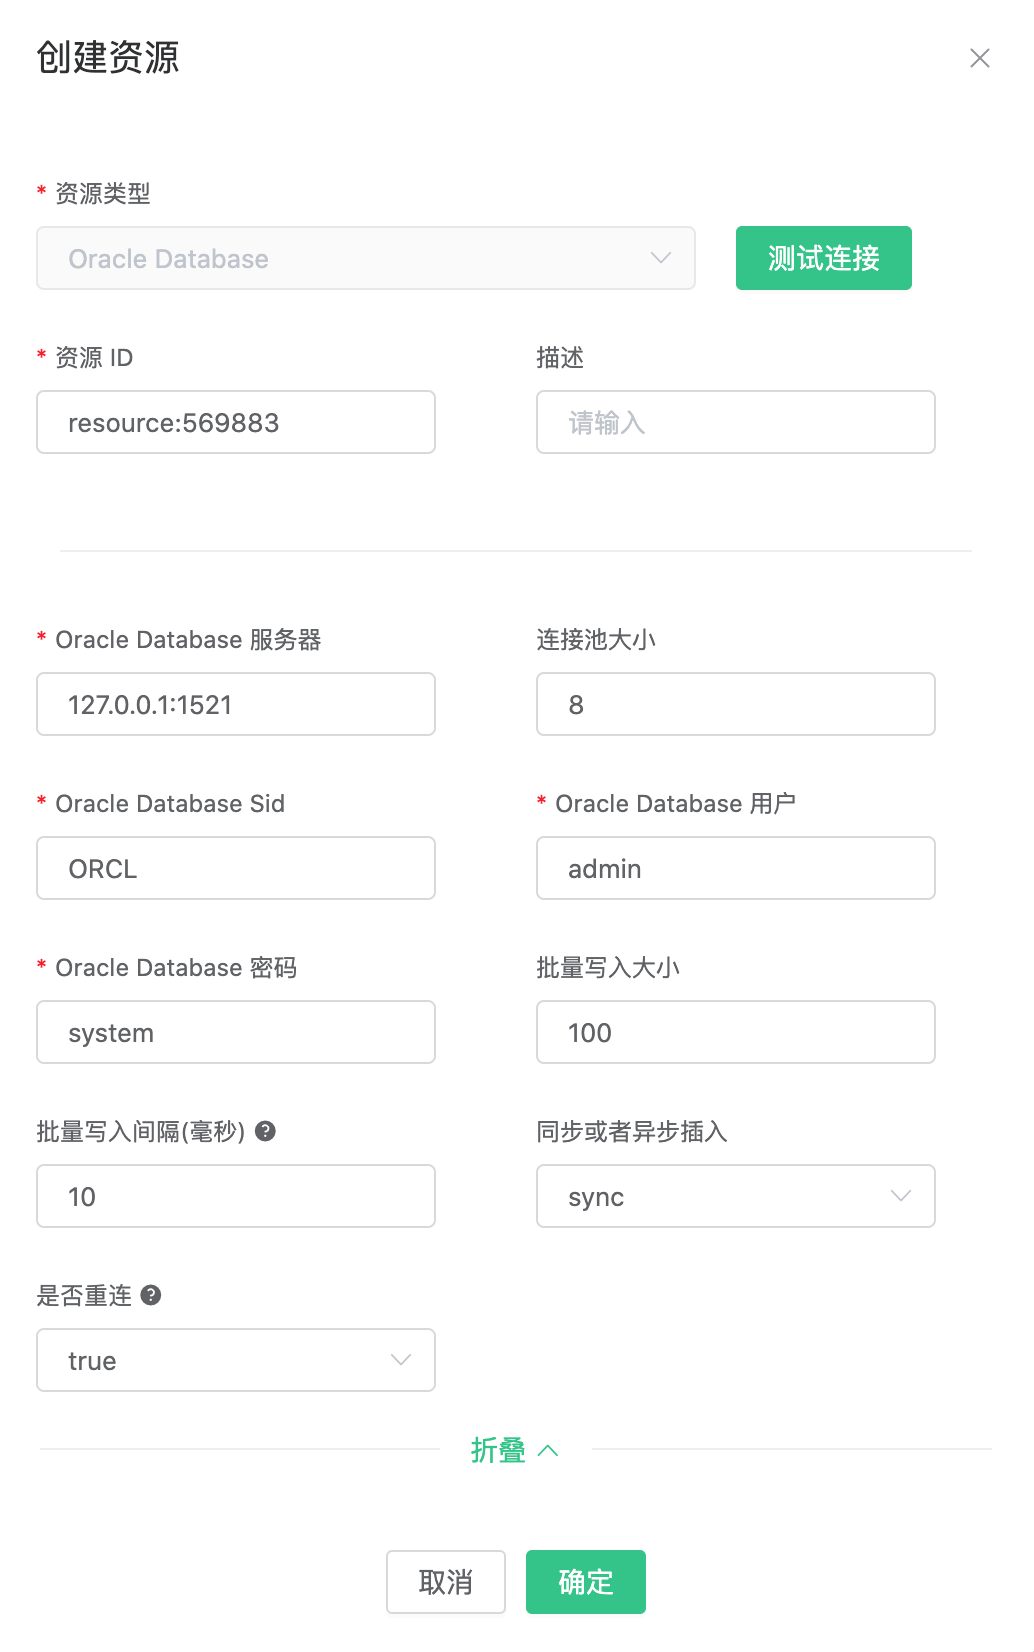 创建资源
* 资源类型
Oracle Database
测试连接
* 资源 ID
描述
resource:569883
请输入
* Oracle Database 服务器
连接池大小
127.0.0.1:1521
8
* Oracle Database Sid
* Oracle Database 用户
ORCL
admin
* Oracle Database 密码
批量写入大小
system
100
批量写入间隔(毫秒) ?
同步或者异步插入
10
sync
是否重连 ?
true
折叠
取消
确定